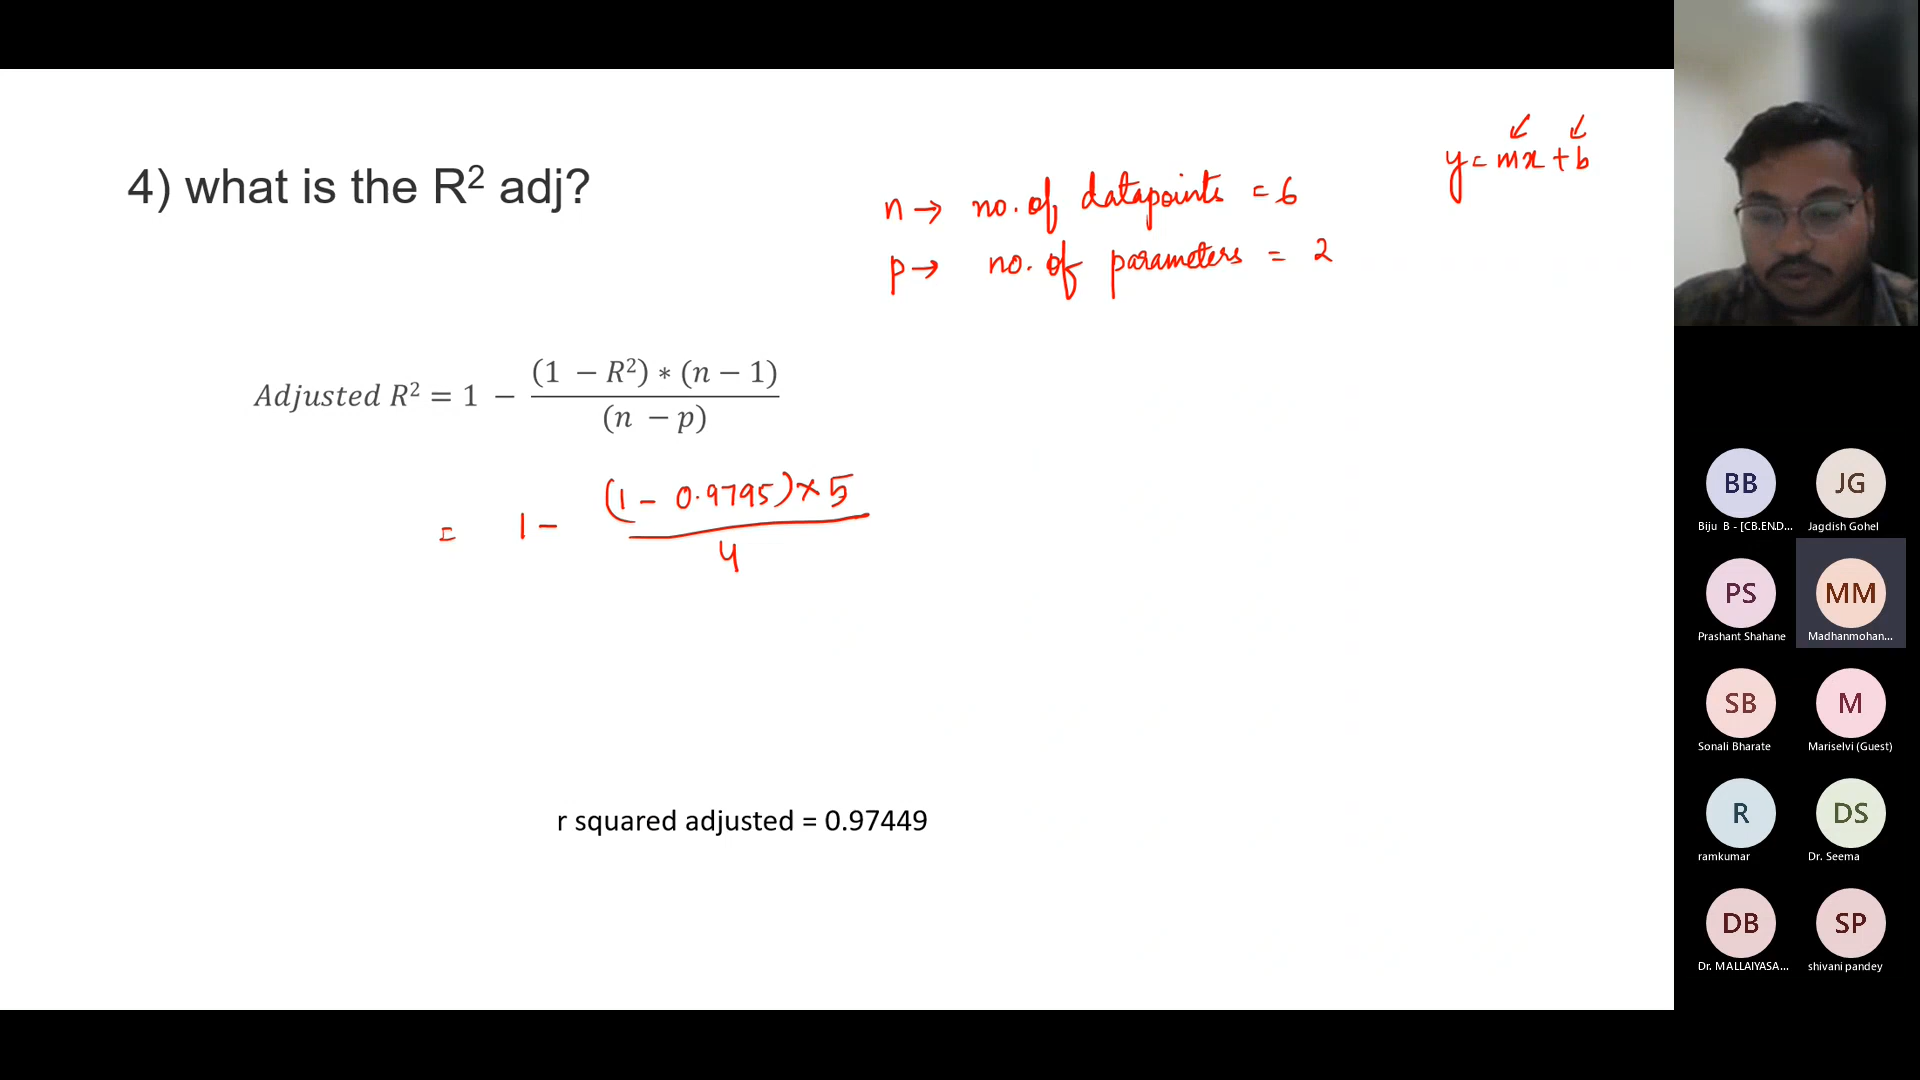 y = mx + b
4) what is the R² adj?
n → no. of datapoints = 6
p → no. of parameters = 2
Adjusted R² = 1 − (1 − R²) ∗ (n − 1) / (n − p)
= 1 - (1 - 0.9795) × 5 / 4
r squared adjusted = 0.97449
BB JG
Biju B - [CB.EN.D... Jagdish Gohel
PS MM
Prashant Shahane Madhanmohan...
SB M
Sonali Bharate Mariselvi (Guest)
R DS
ramkumar Dr. Seema
DB SP
Dr. MALLAIYASA... shivani pandey